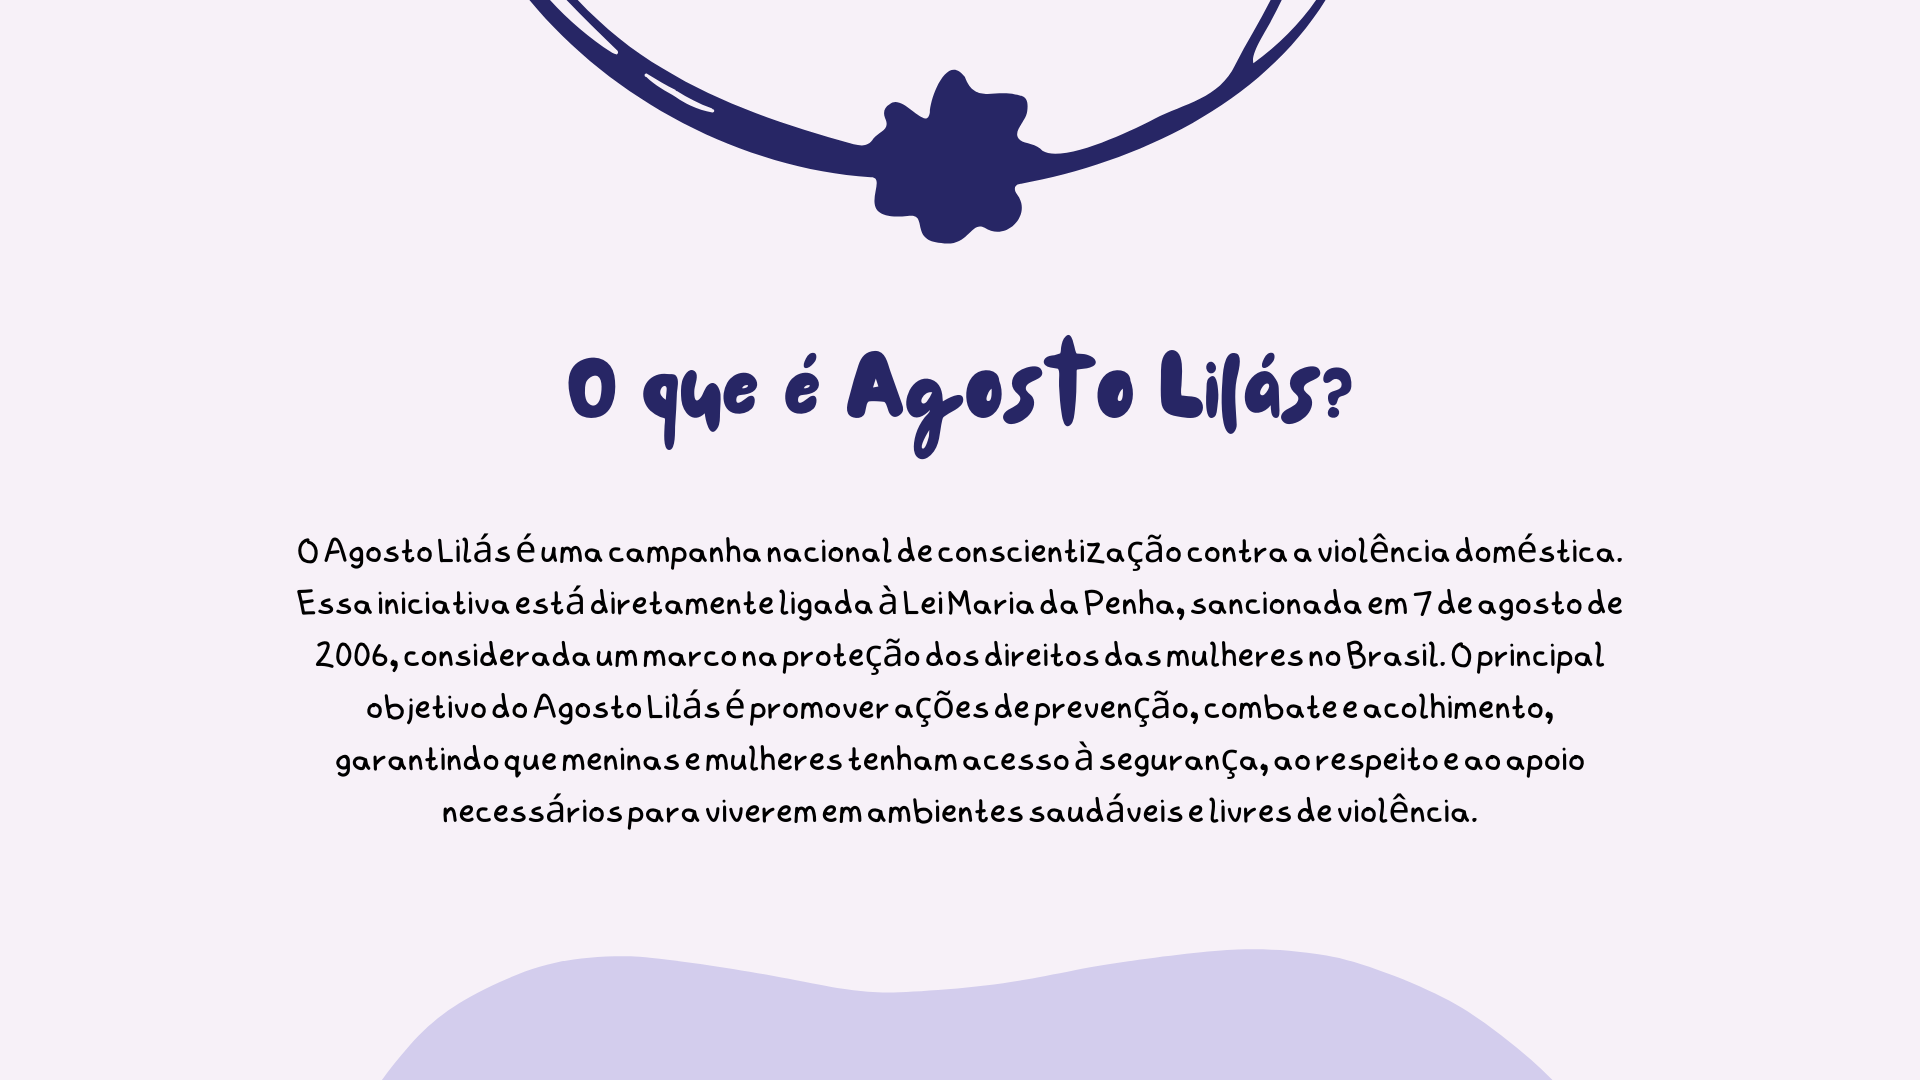 O que é Agosto Lilás?
O Agosto Lilás é uma campanha nacional de conscientização contra a violência doméstica.
Essa iniciativa está diretamente ligada à Lei Maria da Penha, sancionada em 7 de agosto de
2006, considerada um marco na proteção dos direitos das mulheres no Brasil. O principal
objetivo do Agosto Lilás é promover ações de prevenção, combate e acolhimento,
garantindo que meninas e mulheres tenham acesso à segurança, ao respeito e ao apoio
necessários para viverem em ambientes saudáveis e livres de violência.